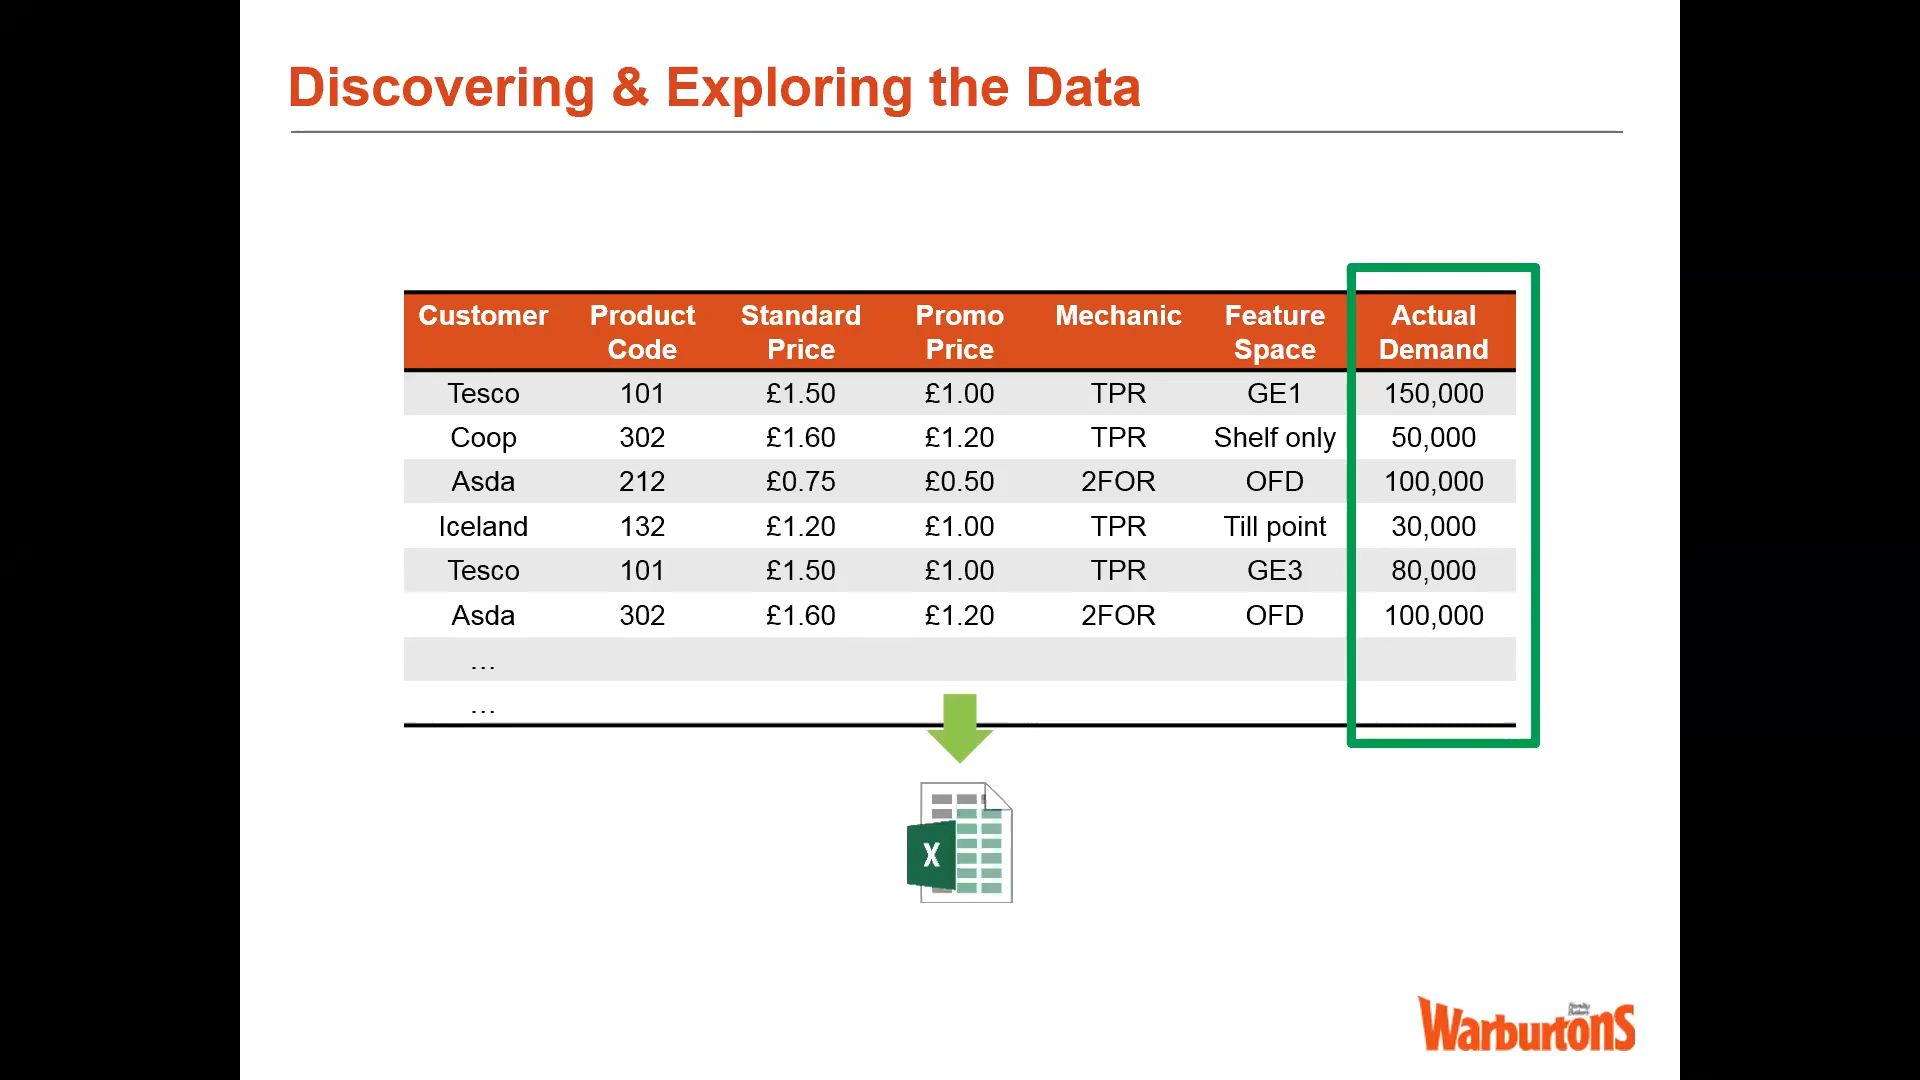 Discovering & Exploring the Data
Customer Product Code Standard Price Promo Price Mechanic Feature Space Actual Demand
Tesco 101 £1.50 £1.00 TPR GE1 150,000
Coop 302 £1.60 £1.20 TPR Shelf only 50,000
Asda 212 £0.75 £0.50 2FOR OFD 100,000
Iceland 132 £1.20 £1.00 TPR Till point 30,000
Tesco 101 £1.50 £1.00 TPR GE3 80,000
Asda 302 £1.60 £1.20 2FOR OFD 100,000
...
...
X
Warburtons